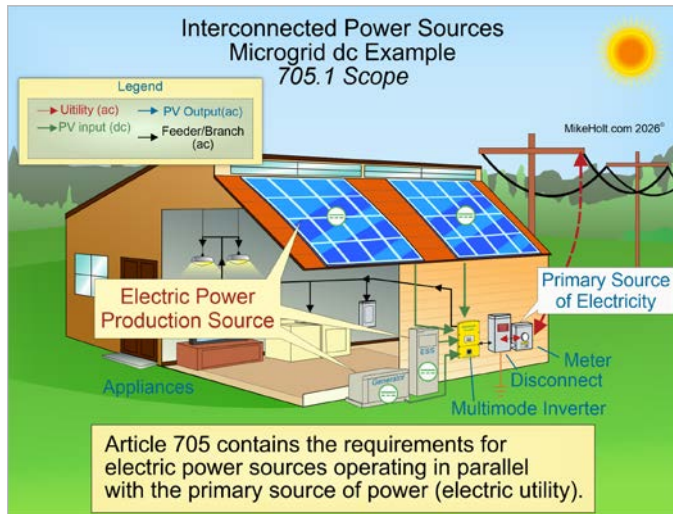 Interconnected Power Sources
Microgrid dc Example
705.1 Scope
Legend
Uitility (ac)
PV Output(ac)
PV input (dc)
Feeder/Branch
(ac)
MikeHolt.com 2026©
Electric Power
Production Source
Primary Source
of Electricity
ESS
Generator
Appliances
Meter
Disconnect
Multimode Inverter
Article 705 contains the requirements for
electric power sources operating in parallel
with the primary source of power (electric utility).